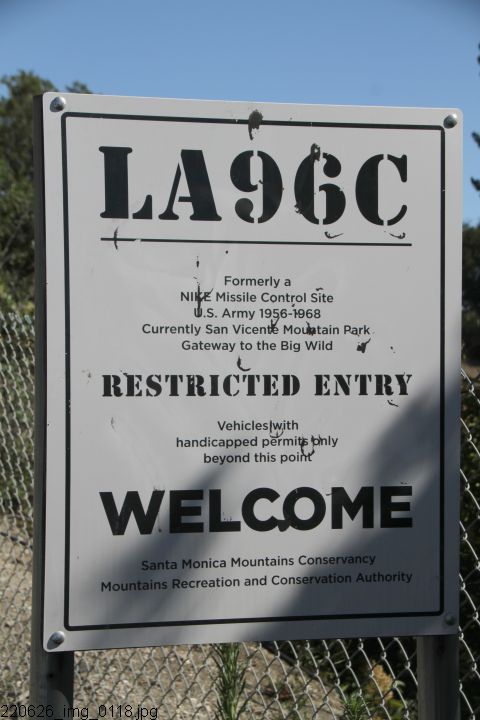 LA96C
Formerly a
NIKE Missile Control Site
U.S. Army 1956-1968
Currently San Vicente Mountain Park
Gateway to the Big Wild
RESTRICTED ENTRY
Vehicles with
handicapped permits only
beyond this point
WELCOME
Santa Monica Mountains Conservancy
Mountains Recreation and Conservation Authority
220626_img_0118.jpg